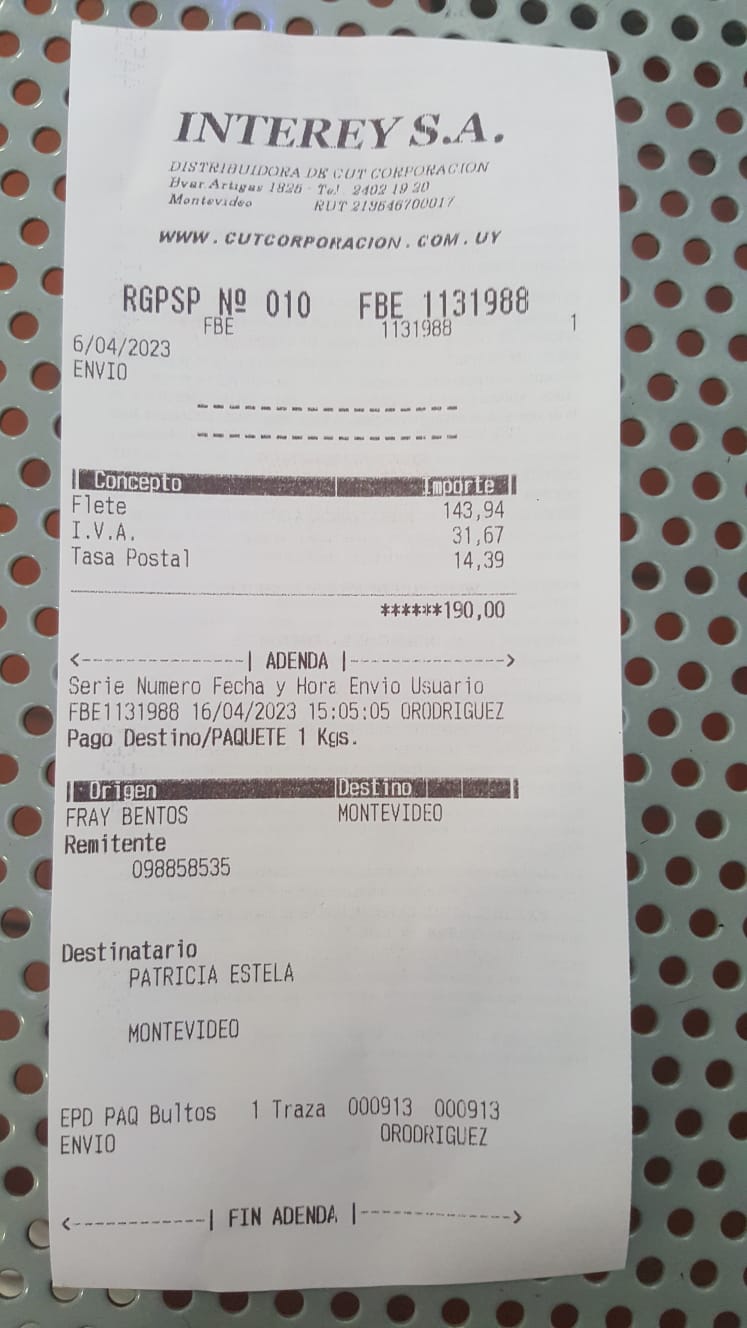 INTEREY S.A.
DISTRIBUIDORA DE CUT CORPORACION
Bvar. Artigas 1825 - Tel. 2402 19 20
Montevideo RUT 213546700017
WWW.CUTCORPORACION.COM.UY
RGPSP Nº 010 FBE 1131988
FBE 1131988 1
6/04/2023
ENVIO
Concepto Importe
Flete 143,94
I.V.A. 31,67
Tasa Postal 14,39
******190,00
<----------------| ADENDA |---------------->
Serie Numero Fecha y Hora Envio Usuario
FBE1131988 16/04/2023 15:05:05 ORODRIGUEZ
Pago Destino/PAQUETE 1 Kgs.
Origen Destino
FRAY BENTOS MONTEVIDEO
Remitente
098858535
Destinatario
PATRICIA ESTELA
MONTEVIDEO
EPD PAQ Bultos 1 Traza 000913 000913
ENVIO ORODRIGUEZ
<-------------| FIN ADENDA |--------------->